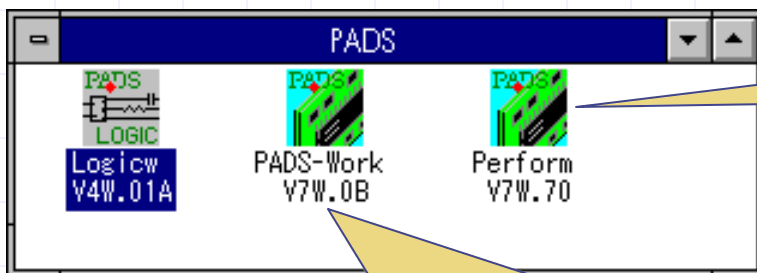 PADS
PADS
LOGIC
Logicw
V4W.01A
PADS
PADS-Work
V7W.0B
PADS
Perform
V7W.70